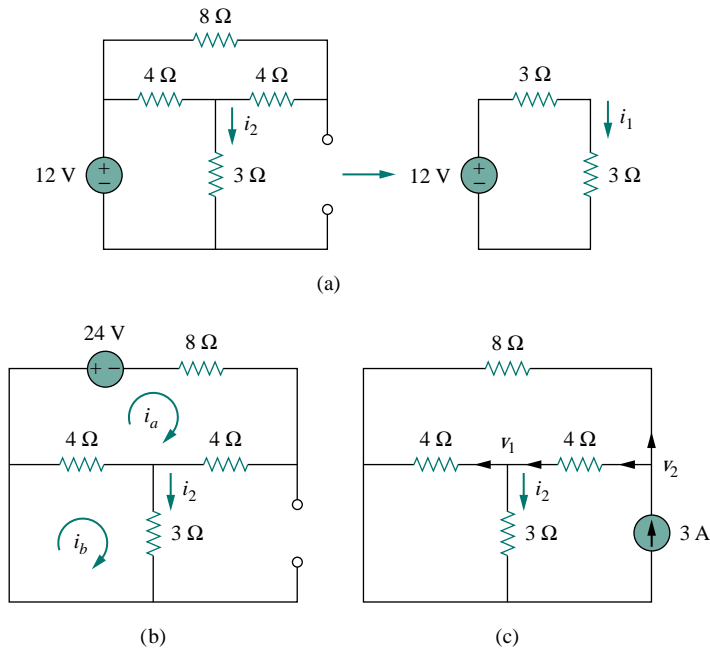 8 Ω
4 Ω 4 Ω 3 Ω
i2 i1
12 V + − 3 Ω 12 V + − 3 Ω
(a)
24 V
+ − 8 Ω 8 Ω
ia
4 Ω 4 Ω 4 Ω v1 4 Ω
i2 i2 v2
ib 3 Ω 3 Ω 3 A
(b) (c)